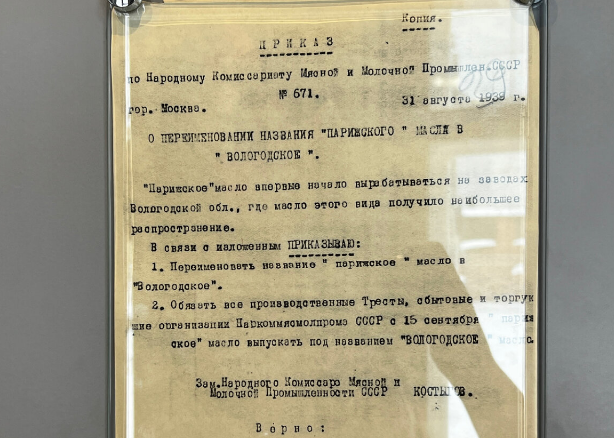 Копия.
ПРИКАЗ
по Народному Комиссариату Мясной и Молочной Промышлен.СССР
№ 671.
гор. Москва. 31 августа 1939 г.
О ПЕРЕИМЕНОВАНИИ НАЗВАНИЯ "ПАРИЖСКОГО " МАСЛА В
" ВОЛОГОДСКОЕ ".
"Парижское"масло впервые начало вырабатываться на заводах
Вологодской обл., где масло этого вида получило наибольшее
распространение.
В связи с изложенным ПРИКАЗЫВАЮ:
1. Переименовать название " парижское " масло в
"Вологодское".
2. Обязать все производственные Тресты, сбытовые и торгую
щие организации Наркоммясмолпрома СССР с 15 сентября " париж
ское" масло выпускать под названием "ВОЛОГОДСКОЕ " масло.
Зам.Народного Комиссара Мясной и
Молочной Промышленности СССР
Верно: